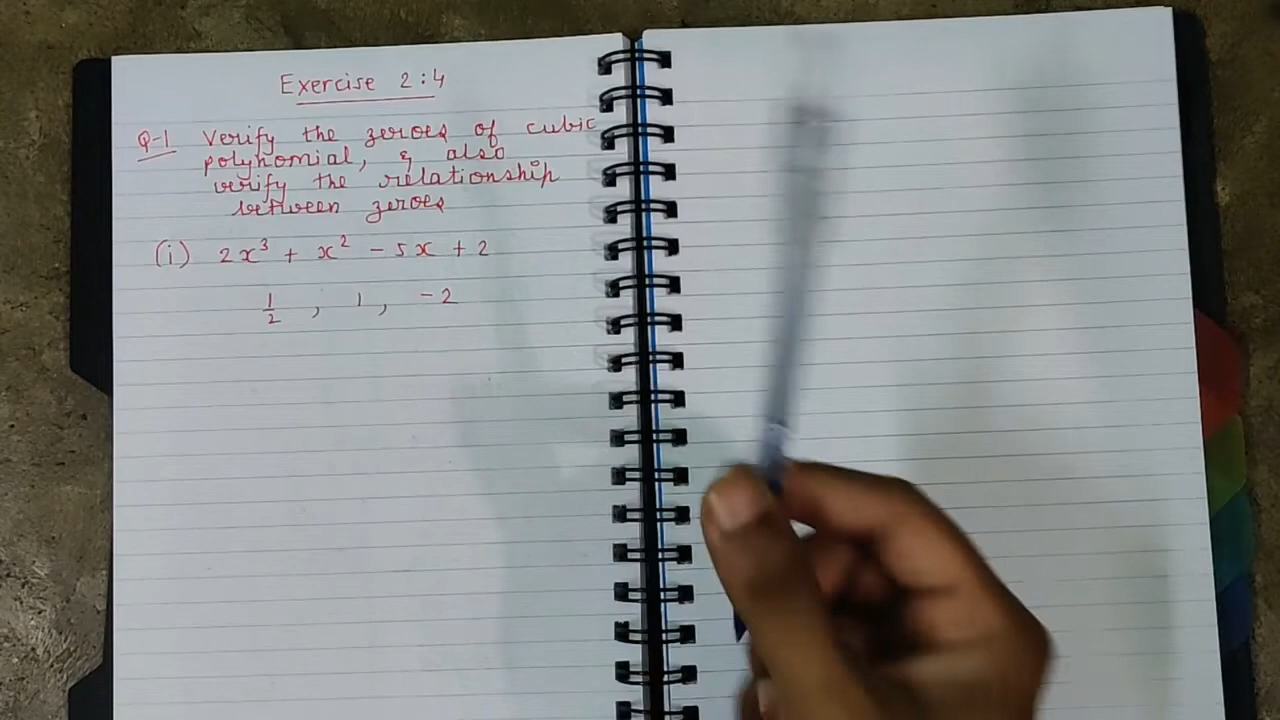 Exercise 2:4
Q-1 Verify the zeroes of cubic
polynomial, & also
verify the relationship
between zeroes
(i) 2x³ + x² - 5x + 2
1/2 , 1, -2